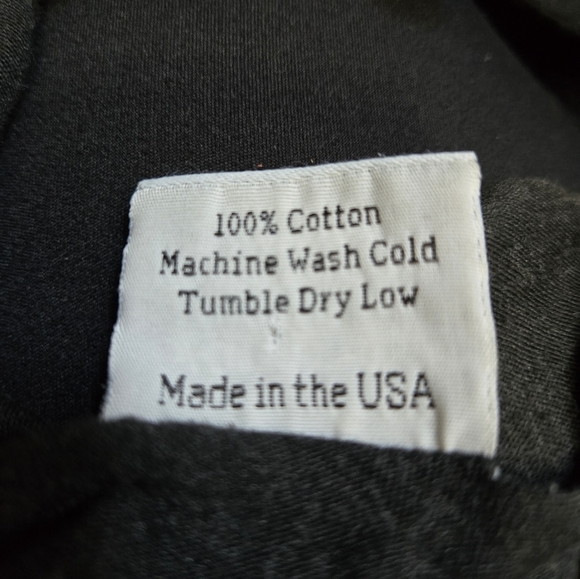 100% Cotton
Machine Wash Cold
Tumble Dry Low
Made in the USA